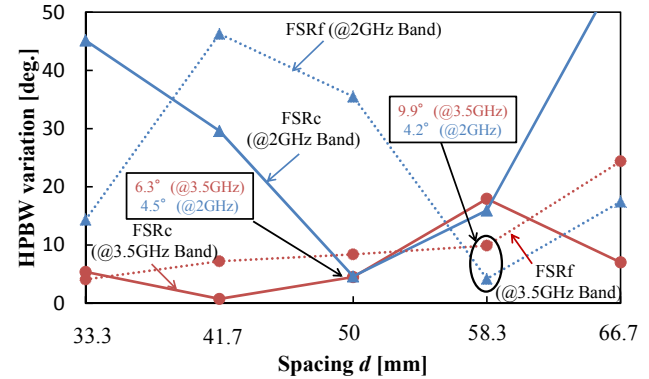 50
40
30
20
10
0
HPBW variation [deg.]
FSRf (@2GHz Band)
FSRc
(@2GHz Band)
9.9° (@3.5GHz)
4.2° (@2GHz)
6.3° (@3.5GHz)
4.5° (@2GHz)
FSRc
(@3.5GHz Band)
FSRf
(@3.5GHz Band)
33.3 41.7 50 58.3 66.7
Spacing d [mm]